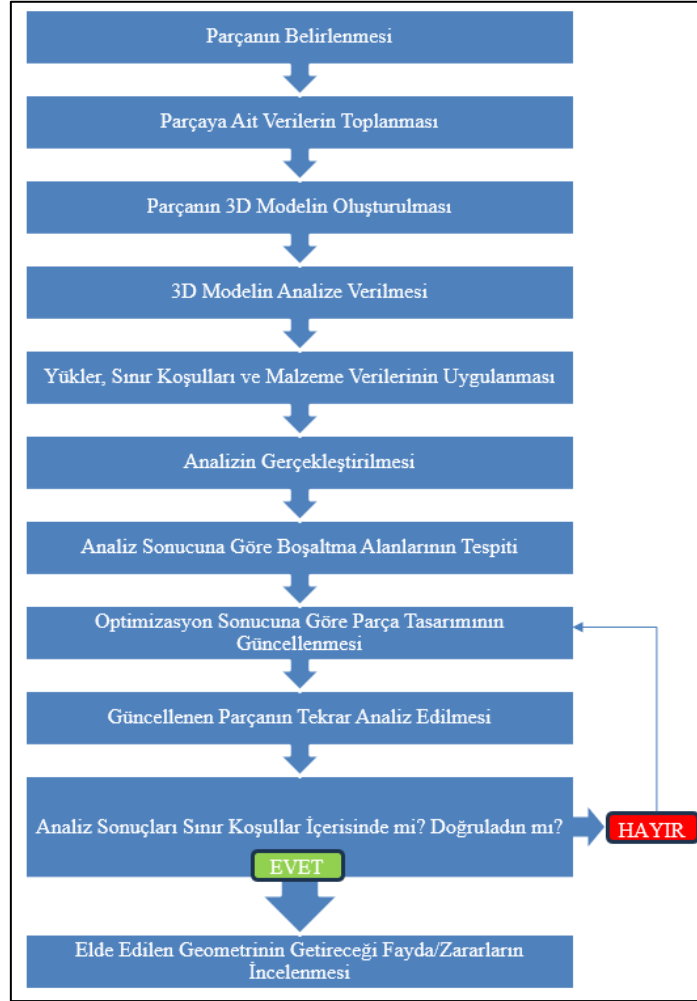 Parçanın Belirlenmesi
Parçaya Ait Verilerin Toplanması
Parçanın 3D Modelin Oluşturulması
3D Modelin Analize Verilmesi
Yükler, Sınır Koşulları ve Malzeme Verilerinin Uygulanması
Analizin Gerçekleştirilmesi
Analiz Sonucuna Göre Boşaltma Alanlarının Tespiti
Optimizasyon Sonucuna Göre Parça Tasarımının
Güncellenmesi
Güncellenen Parçanın Tekrar Analiz Edilmesi
Analiz Sonuçları Sınır Koşullar İçerisinde mi? Doğruladın mı?
HAYIR
EVET
Elde Edilen Geometrinin Getireceği Fayda/Zararların
İncelenmesi